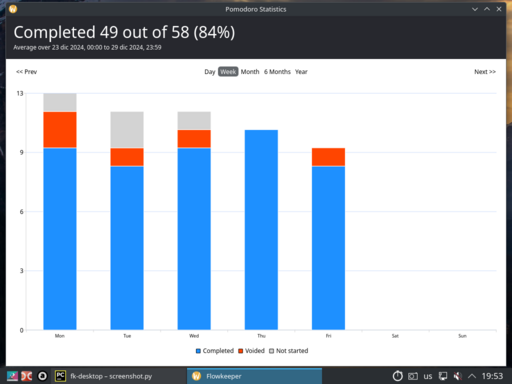 Pomodoro Statistics
Completed 49 out of 58 (84%)
Average over 23 dic 2024, 00:00 to 29 dic 2024, 23:59
<< Prev
Day Week Month 6 Months Year
Next >>
13
9
6
3
0
Mon Tue Wed Thu Fri Sat Sun
Completed Voided Not started
PC fk-desktop – screenshot.py
Flowkeeper
us
19:53